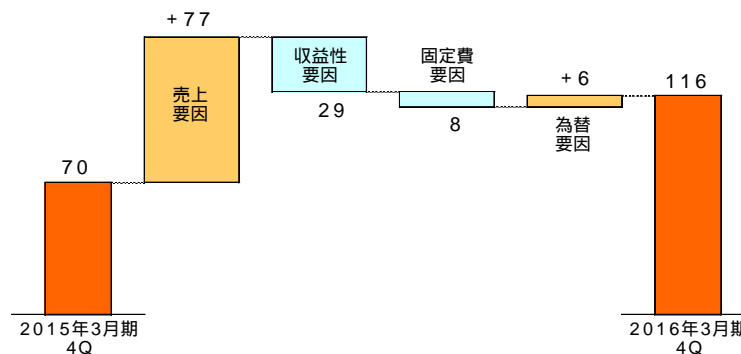 +77
収益性
要因
固定費
要因
+6
116
売上
要因
29
8
為替
要因
70
2015年3月期
4Q
2016年3月期
4Q